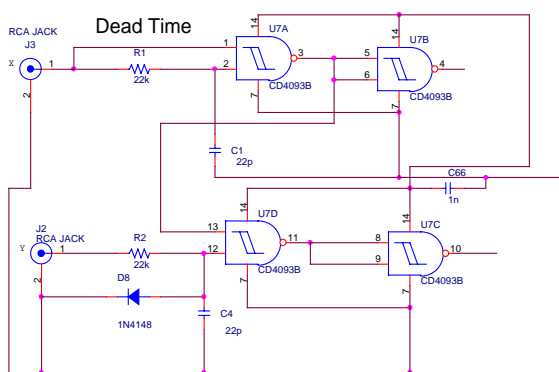 Dead Time
RCA JACK
J3
X
1
2
R1
22k
1
2
14
U7A
3
7
CD4093B
14
U7B
5
6
4
7
CD4093B
C1
22p
C66
1n
J2
RCA JACK
Y
1
2
R2
22k
13
12
14
U7D
11
7
CD4093B
14
U7C
8
9
10
7
CD4093B
D8
1N4148
C4
22p